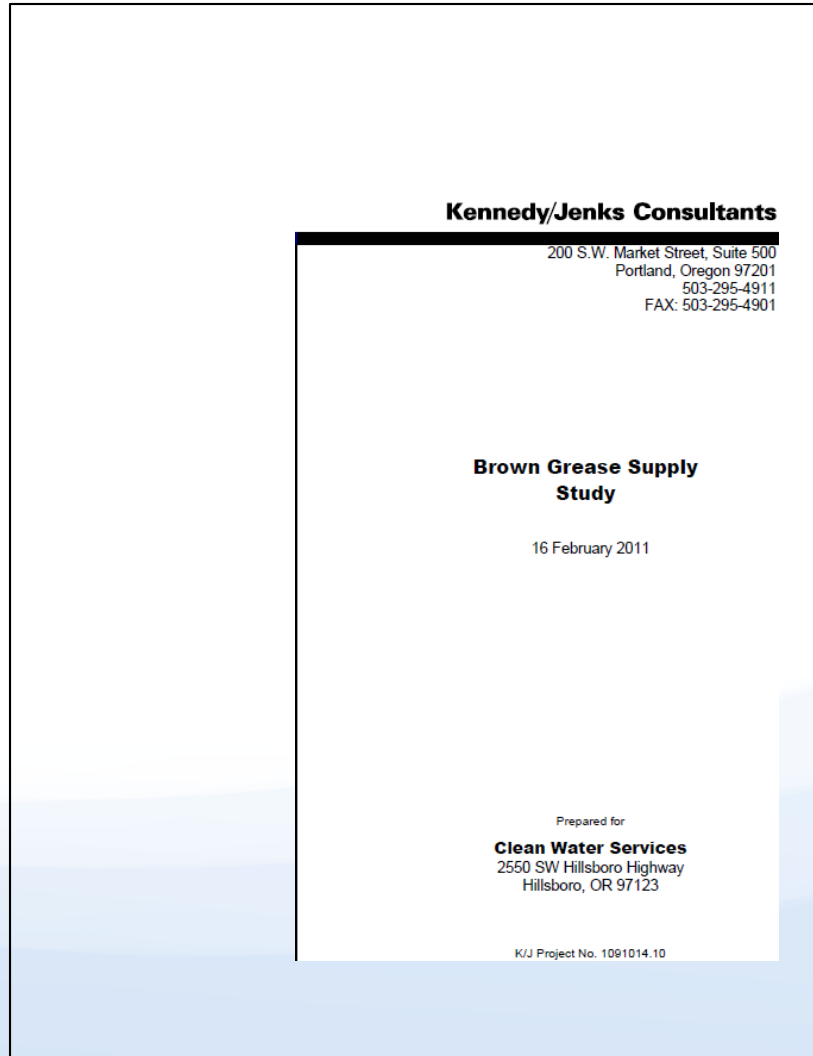 Kennedy/Jenks Consultants
200 S.W. Market Street, Suite 500
Portland, Oregon 97201
503-295-4911
FAX: 503-295-4901
Brown Grease Supply
Study
16 February 2011
Prepared for
Clean Water Services
2550 SW Hillsboro Highway
Hillsboro, OR 97123
K/J Project No. 1091014.10